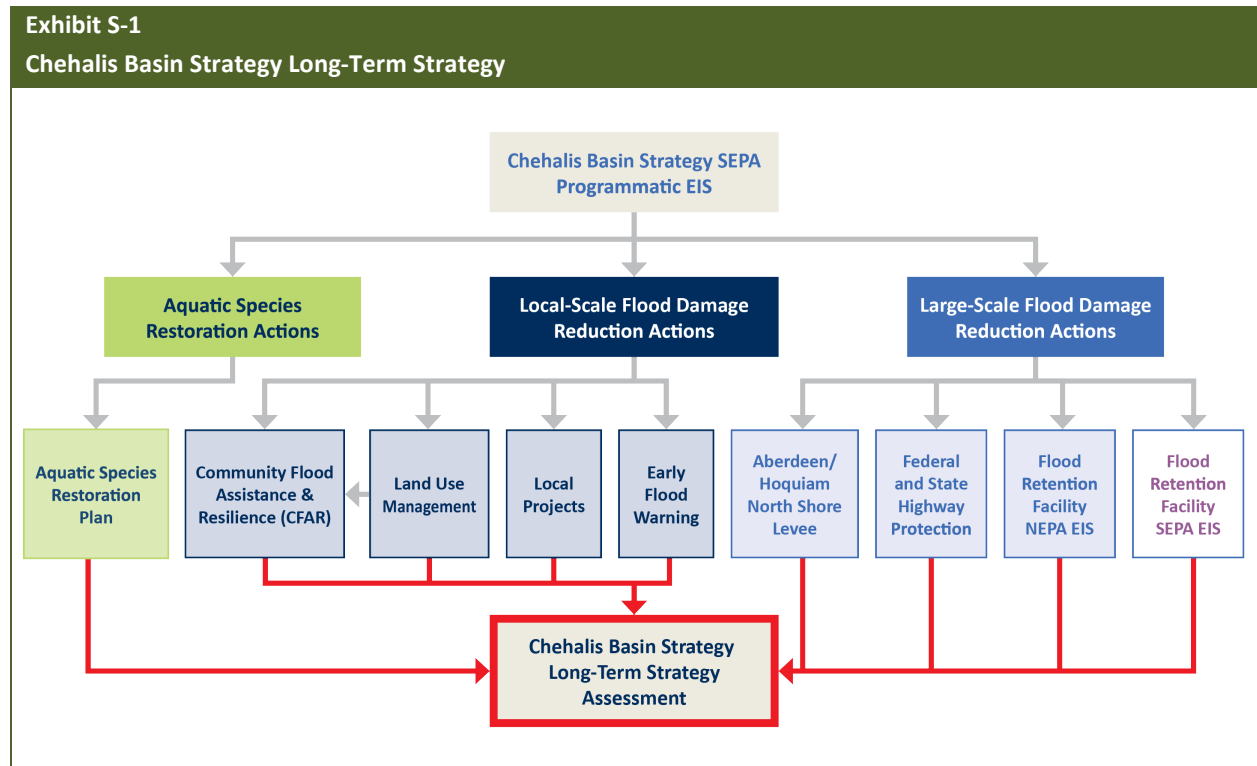 Exhibit S-1
Chehalis Basin Strategy Long-Term Strategy
Chehalis Basin Strategy SEPA
Programmatic EIS
Aquatic Species
Restoration Actions
Local-Scale Flood Damage
Reduction Actions
Large-Scale Flood Damage
Reduction Actions
Aquatic Species
Restoration
Plan
Community Flood
Assistance &
Resilience (CFAR)
Land Use
Management
Local
Projects
Early
Flood
Warning
Aberdeen/
Hoquiam
North Shore
Levee
Federal
and State
Highway
Protection
Flood
Retention
Facility
NEPA EIS
Flood
Retention
Facility
SEPA EIS
Chehalis Basin Strategy
Long-Term Strategy
Assessment